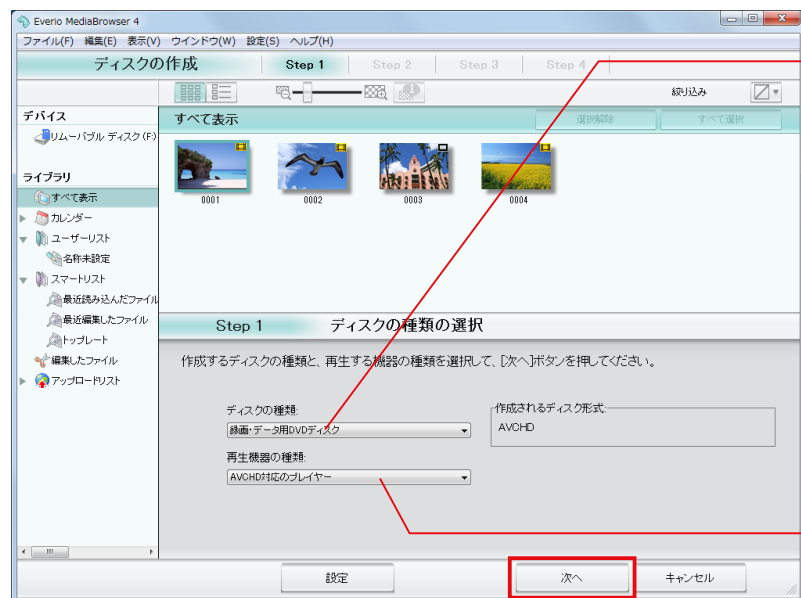 Everio MediaBrowser 4
ファイル(F) 編集(E) 表示(V) ウインドウ(W) 設定(S) ヘルプ(H)
ディスクの作成 Step 1 Step 2 Step 3 Step 4
絞り込み
デバイス
リムーバブル ディスク (F:)
ライブラリ
すべて表示
カレンダー
ユーザーリスト
名称未設定
スマートリスト
最近読み込んだファイル
最近編集したファイル
トップレート
編集したファイル
アップロードリスト
すべて表示 選択解除 すべて選択
0001 0002 0003 0004
Step 1 ディスクの種類の選択
作成するディスクの種類と、再生する機器の種類を選択して、[次へ]ボタンを押してください。
ディスクの種類:
録画・データ用DVDディスク
再生機器の種類:
AVCHD対応のプレイヤー
作成されるディスク形式:
AVCHD
設定 次へ キャンセル